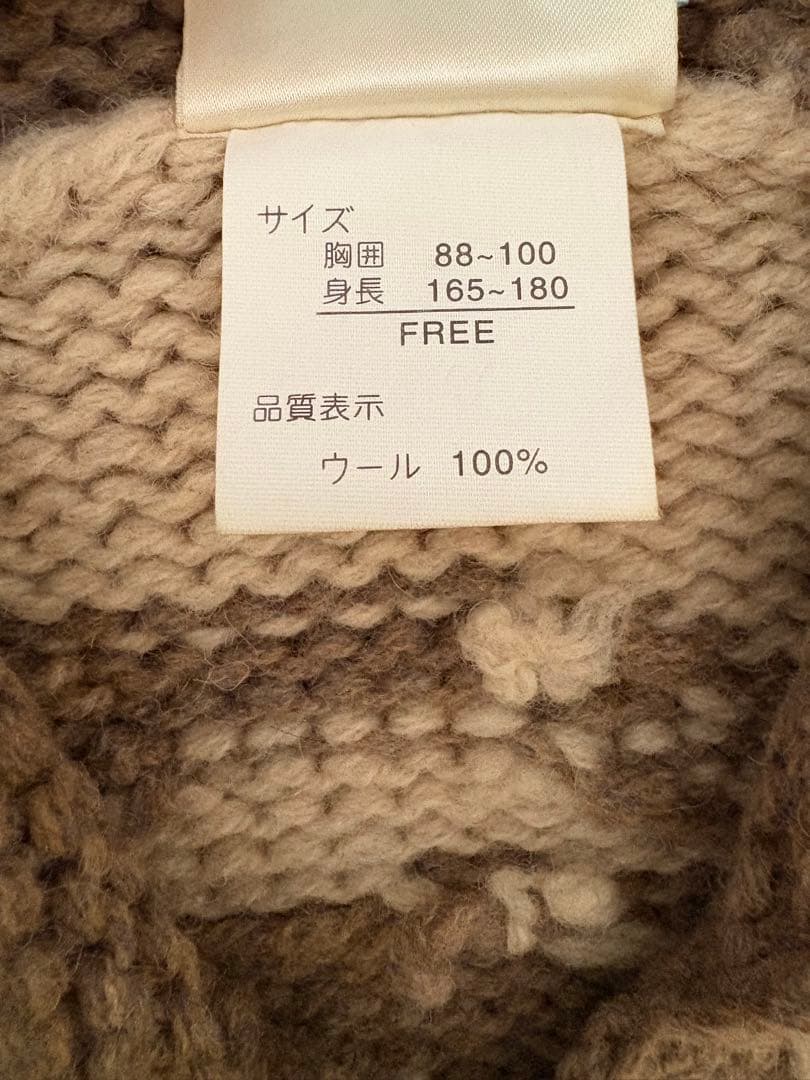 サイズ
胸囲 88~100
身長 165~180
FREE
品質表示
ウール 100%